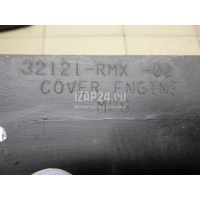 32121-RMX -00
COVER ENGINE
IZAP24.RU